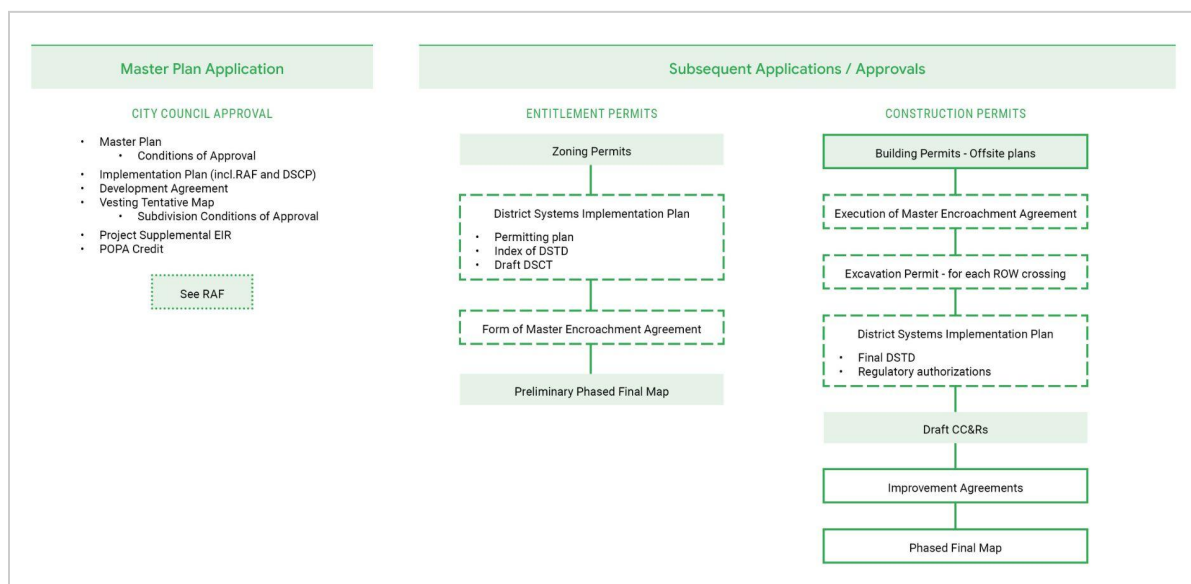 Master Plan Application
CITY COUNCIL APPROVAL
• Master Plan
• Conditions of Approval
• Implementation Plan (incl.RAF and DSCP)
• Development Agreement
• Vesting Tentative Map
• Subdivision Conditions of Approval
• Project Supplemental EIR
• POPA Credit
See RAF
Subsequent Applications / Approvals
ENTITLEMENT PERMITS
Zoning Permits
District Systems Implementation Plan
• Permitting plan
• Index of DSTD
• Draft DSCT
Form of Master Encroachment Agreement
Preliminary Phased Final Map
CONSTRUCTION PERMITS
Building Permits - Offsite plans
Execution of Master Encroachment Agreement
Excavation Permit - for each ROW crossing
District Systems Implementation Plan
• Final DSTD
• Regulatory authorizations
Draft CC&Rs
Improvement Agreements
Phased Final Map